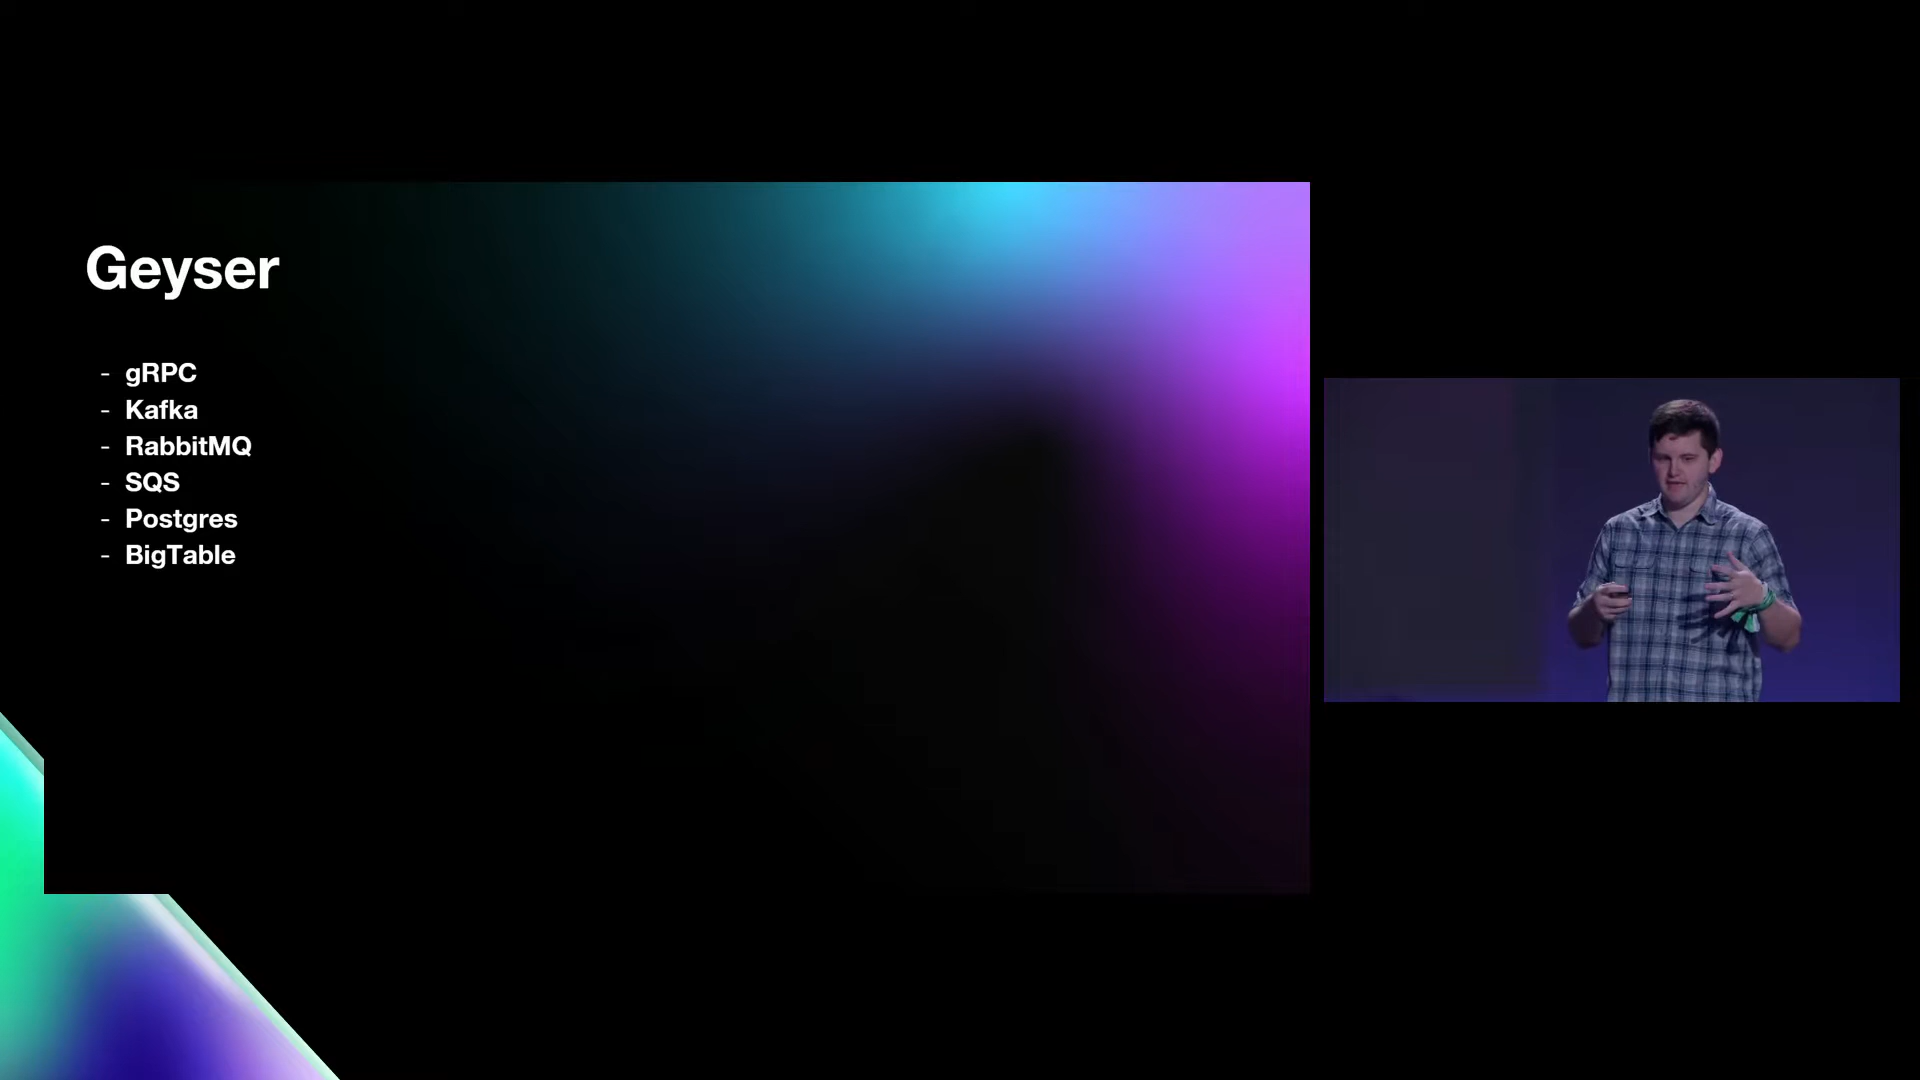 Geyser
- gRPC
- Kafka
- RabbitMQ
- SQS
- Postgres
- BigTable